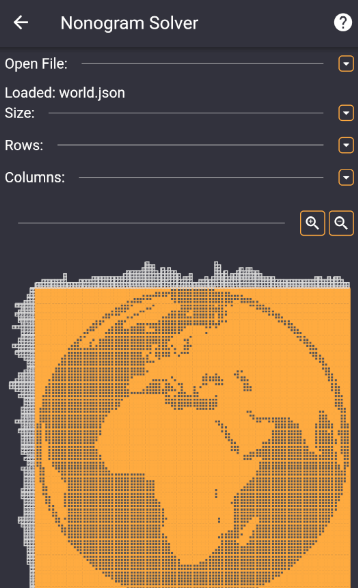 Nonogram Solver
Open File:
Loaded: world.json
Size:
Rows:
Columns: